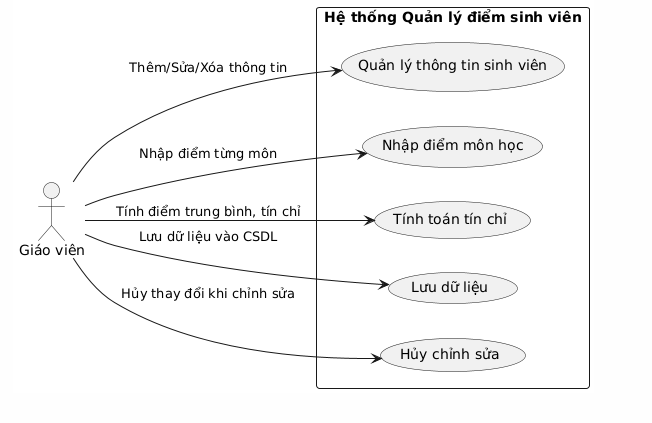 Hệ thống Quản lý điểm sinh viên
Thêm/Sửa/Xóa thông tin
Quản lý thông tin sinh viên
Nhập điểm từng môn
Nhập điểm môn học
Tính điểm trung bình, tín chỉ
Tính toán tín chỉ
Giáo viên
Lưu dữ liệu vào CSDL
Lưu dữ liệu
Hủy thay đổi khi chỉnh sửa
Hủy chỉnh sửa